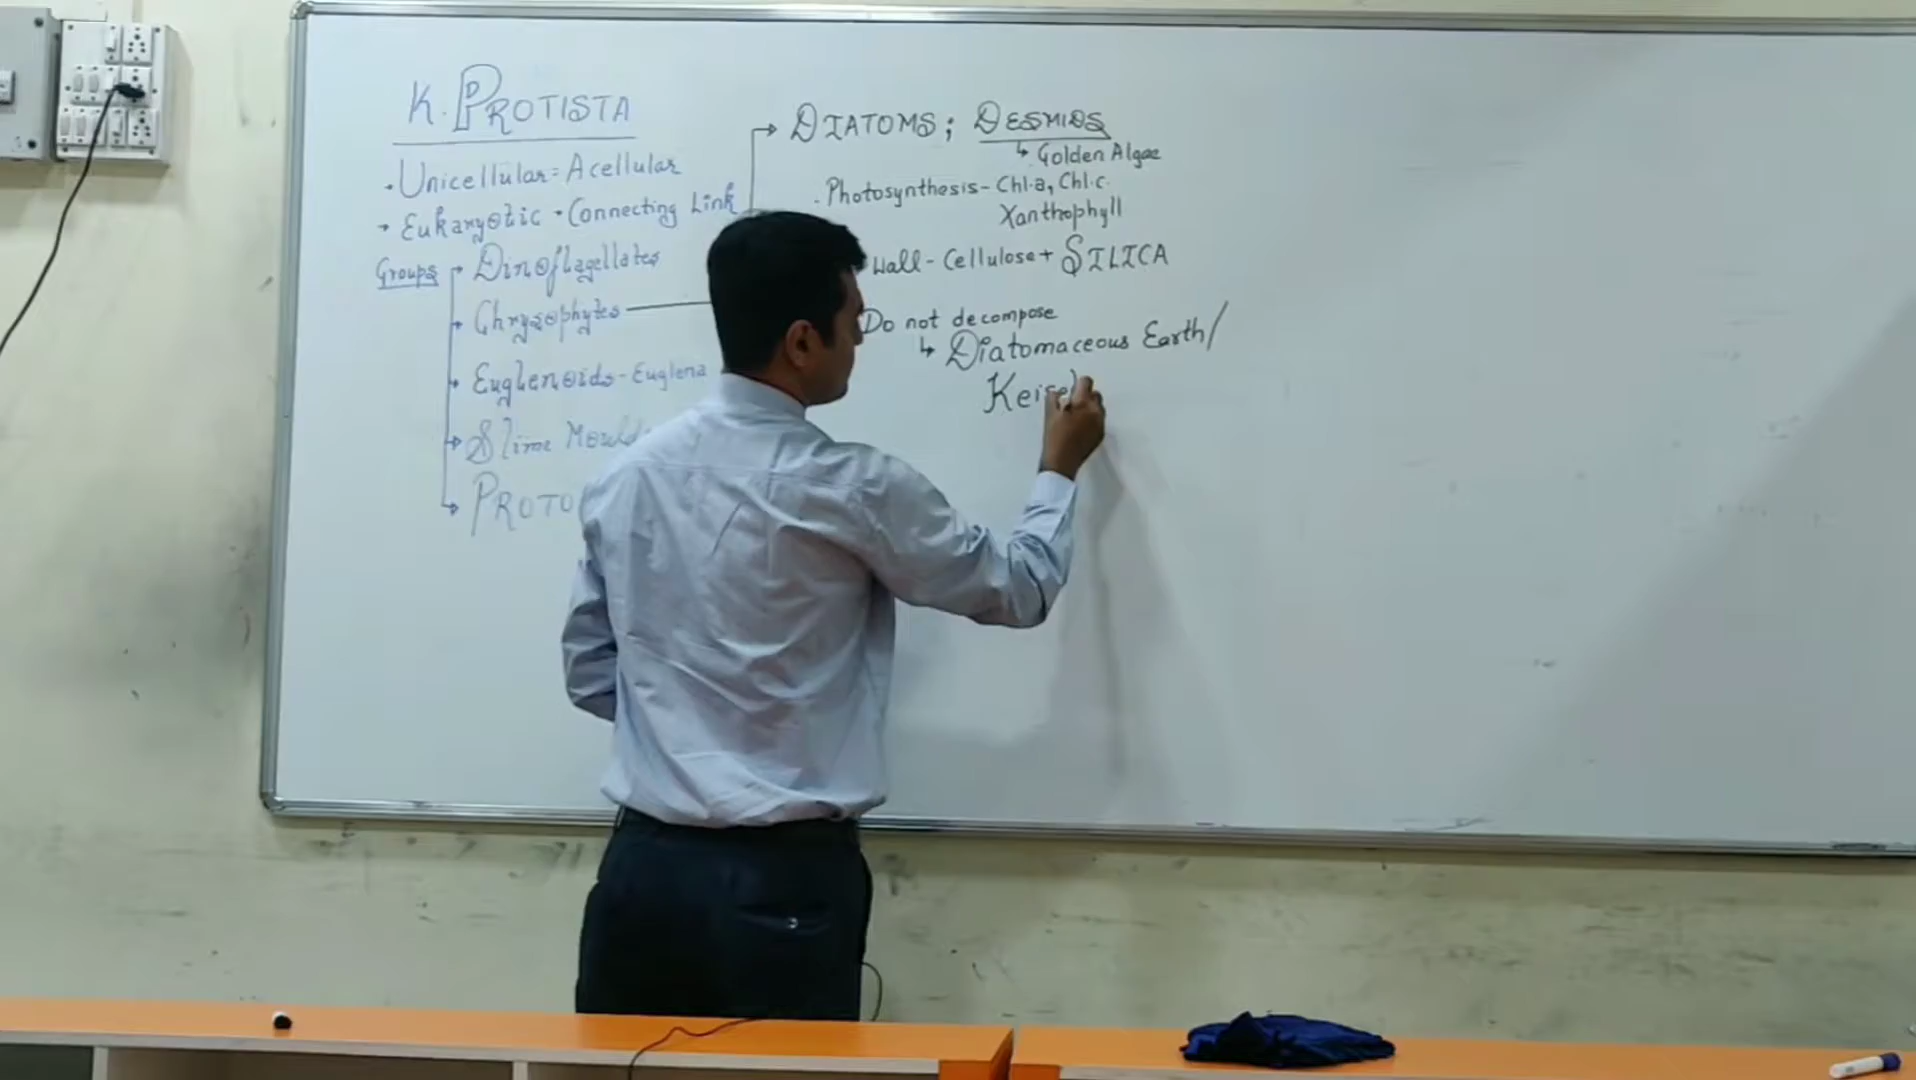 K. PROTISTA
• Unicellular = Acellular
• Eukaryotic • Connecting Link
Groups
Dinoflagellates
Chrysophytes
Euglenoids - Euglena
Slime
DIATOMS ; DESMIDS
↳ Golden Algae
• Photosynthesis - Chl.a, Chl.c.
Xanthophyll
Wall - Cellulose + SILICA
Do not decompose
↳ Diatomaceous Earth/